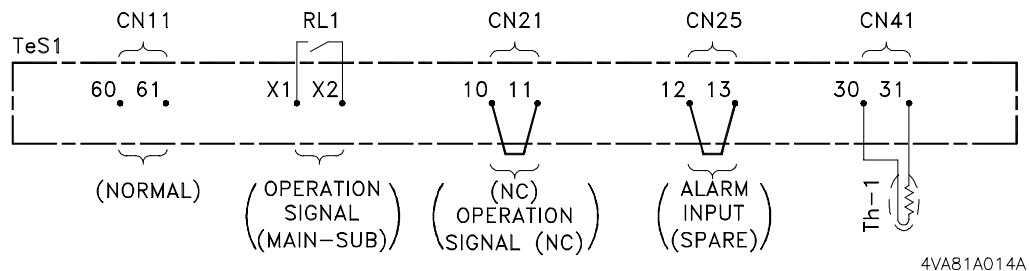 CN11 RL1 CN21 CN25 CN41
TeS1
60 61 X1 X2 10 11 12 13 30 31
(NORMAL)
(OPERATION
SIGNAL
(MAIN-SUB))
((NC)
OPERATION
SIGNAL (NC))
(ALARM
INPUT
(SPARE))
Th-1
4VA81A014A